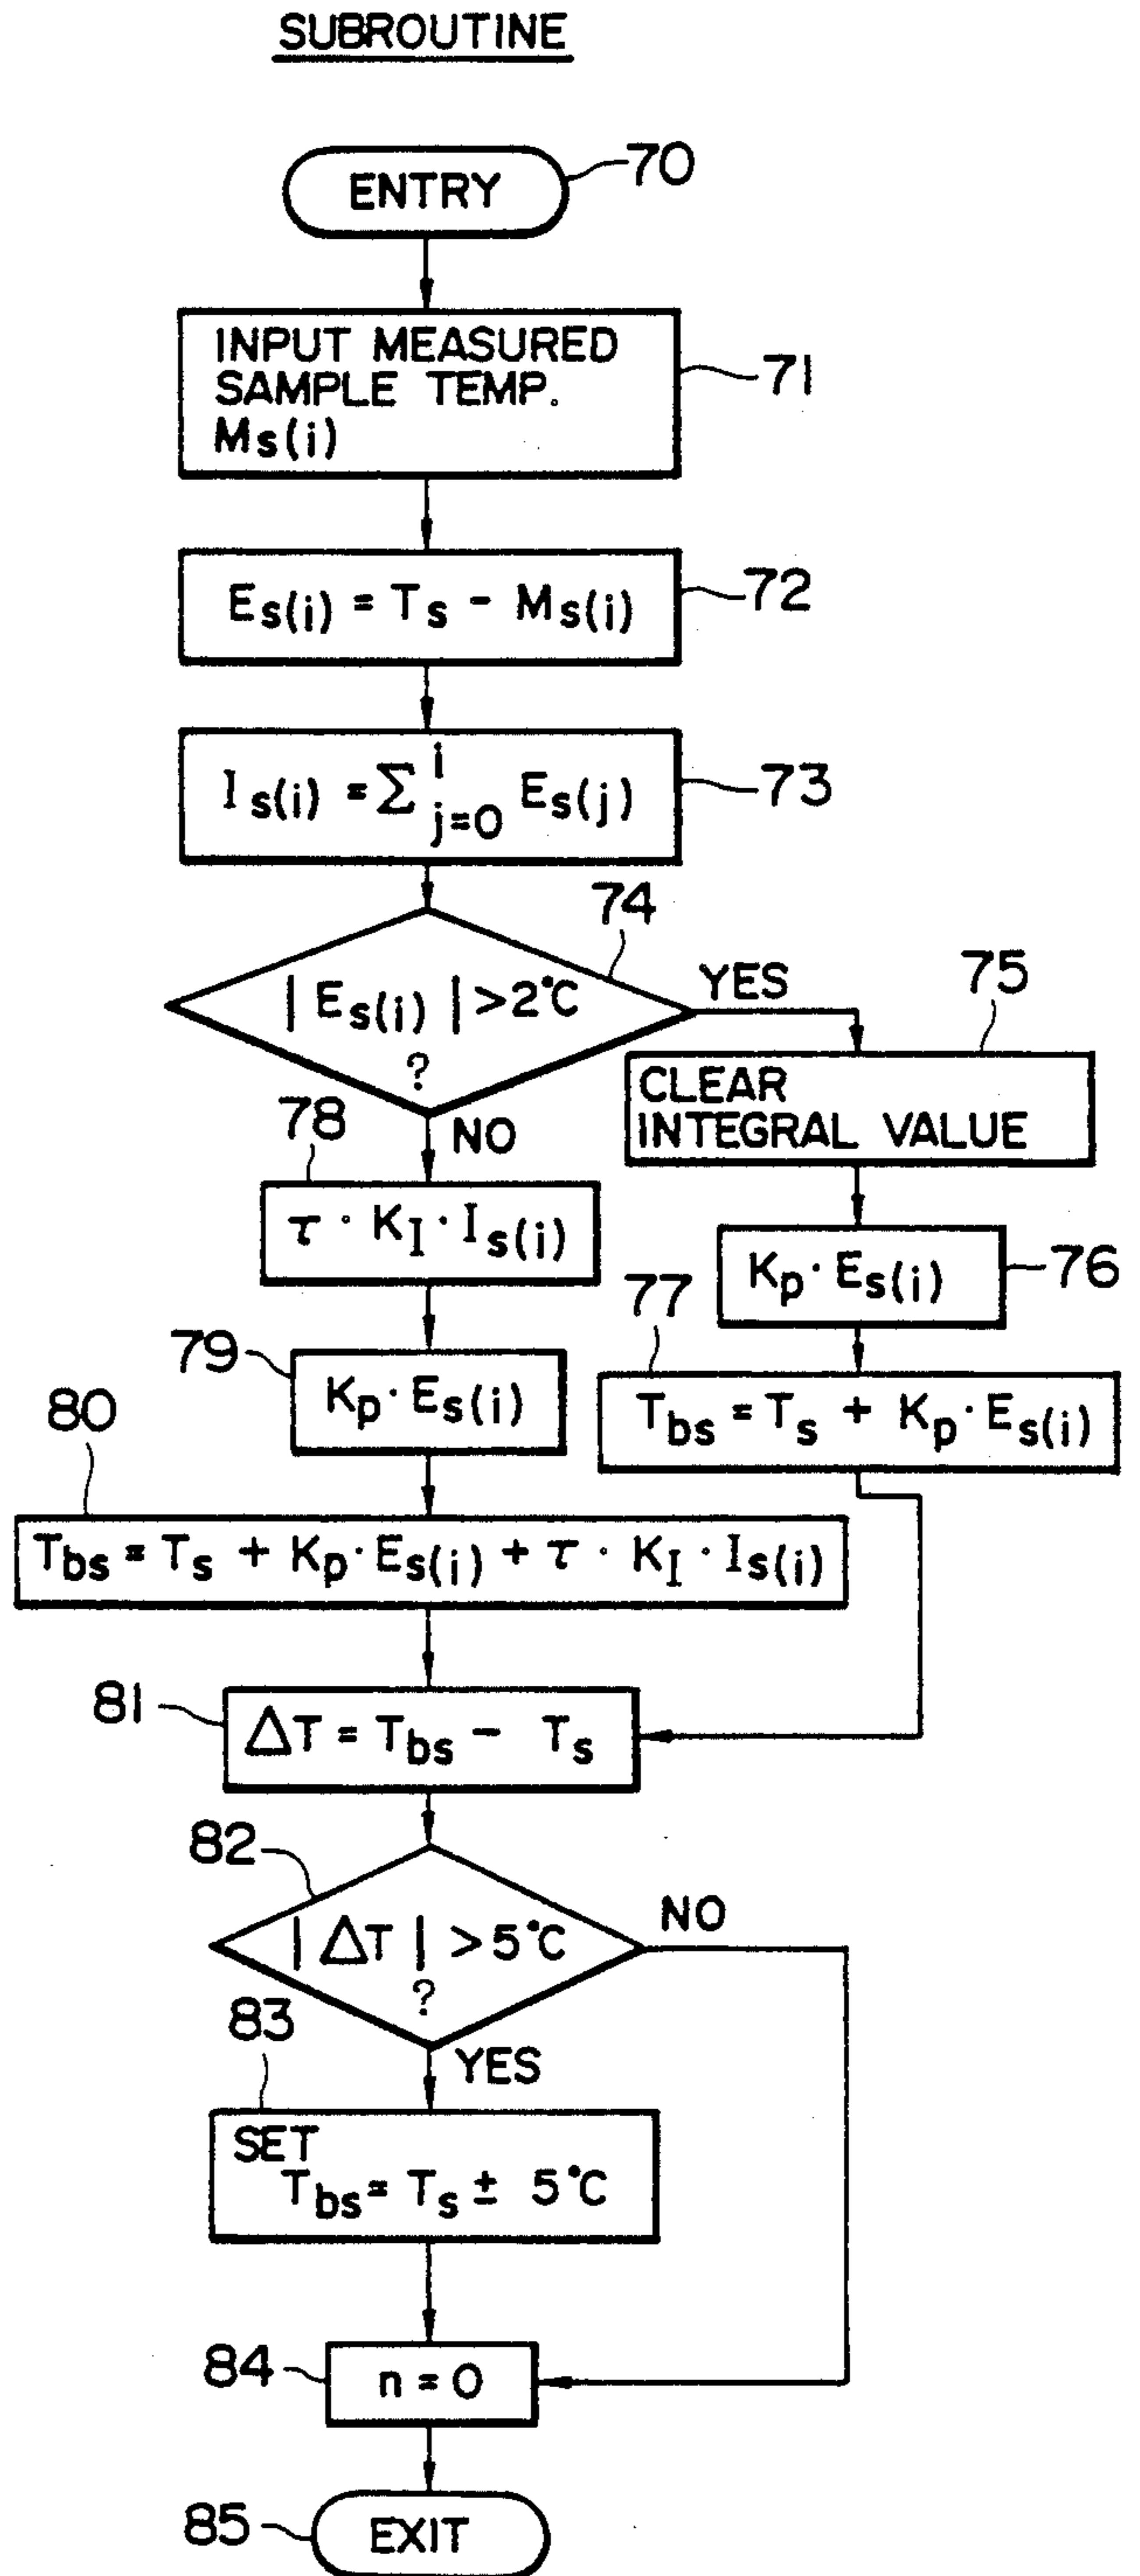 SUBROUTINE
ENTRY
70
INPUT MEASURED
SAMPLE TEMP.
Ms(i)
71
Es(i) = Ts - Ms(i)
72
Is(i) = Σ i j=0 Es(j)
73
74
| Es(i) | > 2°C
?
YES
NO
75
CLEAR
INTEGRAL VALUE
78
τ · KI · Is(i)
Kp · Es(i)
76
77
Tbs = Ts + Kp · Es(i)
79
Kp · Es(i)
80
Tbs = Ts + Kp · Es(i) + τ · KI · Is(i)
81
ΔT = Tbs - Ts
82
| ΔT | > 5°C
?
NO
YES
83
SET
Tbs = Ts ± 5°C
84
n = 0
85
EXIT